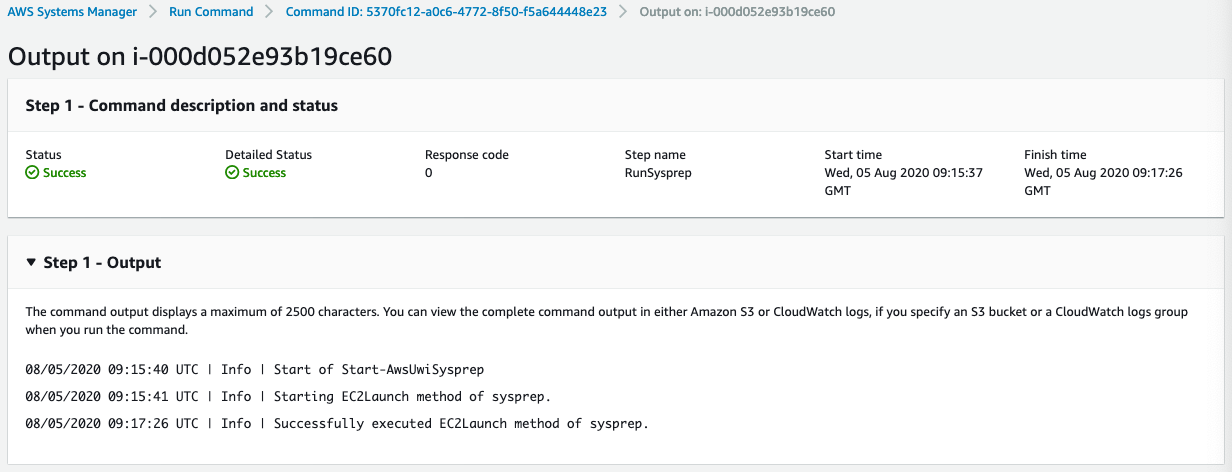 AWS Systems Manager > Run Command > Command ID: 5370fc12-a0c6-4772-8f50-f5a644448e23 > Output on: i-000d052e93b19ce60
Output on i-000d052e93b19ce60
Step 1 - Command description and status
Status Detailed Status Response code Step name Start time Finish time
Success Success 0 RunSysprep Wed, 05 Aug 2020 09:15:37 Wed, 05 Aug 2020 09:17:26
GMT GMT
Step 1 - Output
The command output displays a maximum of 2500 characters. You can view the complete command output in either Amazon S3 or CloudWatch logs, if you specify an S3 bucket or a CloudWatch logs group
when you run the command.
08/05/2020 09:15:40 UTC | Info | Start of Start-AwsUwiSysprep
08/05/2020 09:15:41 UTC | Info | Starting EC2Launch method of sysprep.
08/05/2020 09:17:26 UTC | Info | Successfully executed EC2Launch method of sysprep.